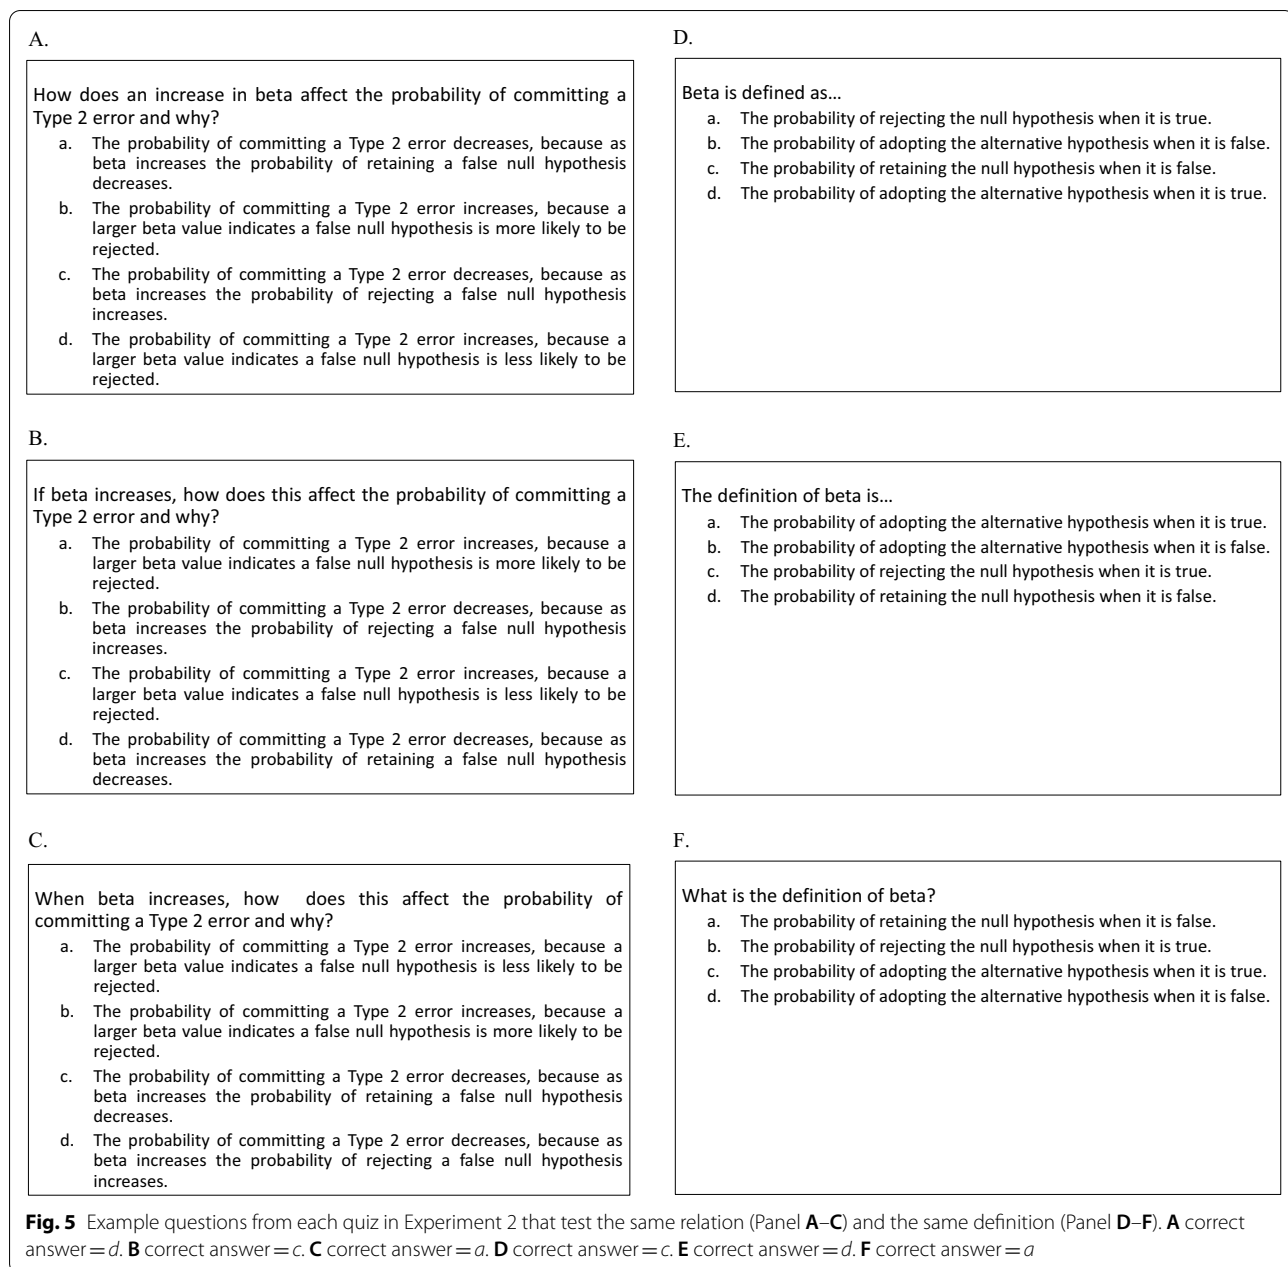 A.
How does an increase in beta affect the probability of committing a
Type 2 error and why?
a. The probability of committing a Type 2 error decreases, because as
beta increases the probability of retaining a false null hypothesis
decreases.
b. The probability of committing a Type 2 error increases, because a
larger beta value indicates a false null hypothesis is more likely to be
rejected.
c. The probability of committing a Type 2 error decreases, because as
beta increases the probability of rejecting a false null hypothesis
increases.
d. The probability of committing a Type 2 error increases, because a
larger beta value indicates a false null hypothesis is less likely to be
rejected.
B.
If beta increases, how does this affect the probability of committing a
Type 2 error and why?
a. The probability of committing a Type 2 error increases, because a
larger beta value indicates a false null hypothesis is more likely to be
rejected.
b. The probability of committing a Type 2 error decreases, because as
beta increases the probability of rejecting a false null hypothesis
increases.
c. The probability of committing a Type 2 error increases, because a
larger beta value indicates a false null hypothesis is less likely to be
rejected.
d. The probability of committing a Type 2 error decreases, because as
beta increases the probability of retaining a false null hypothesis
decreases.
C.
When beta increases, how does this affect the probability of
committing a Type 2 error and why?
a. The probability of committing a Type 2 error increases, because a
larger beta value indicates a false null hypothesis is less likely to be
rejected.
b. The probability of committing a Type 2 error increases, because a
larger beta value indicates a false null hypothesis is more likely to be
rejected.
c. The probability of committing a Type 2 error decreases, because as
beta increases the probability of retaining a false null hypothesis
decreases.
d. The probability of committing a Type 2 error decreases, because as
beta increases the probability of rejecting a false null hypothesis
increases.
D.
Beta is defined as...
a. The probability of rejecting the null hypothesis when it is true.
b. The probability of adopting the alternative hypothesis when it is false.
c. The probability of retaining the null hypothesis when it is false.
d. The probability of adopting the alternative hypothesis when it is true.
E.
The definition of beta is...
a. The probability of adopting the alternative hypothesis when it is true.
b. The probability of adopting the alternative hypothesis when it is false.
c. The probability of rejecting the null hypothesis when it is true.
d. The probability of retaining the null hypothesis when it is false.
F.
What is the definition of beta?
a. The probability of retaining the null hypothesis when it is false.
b. The probability of rejecting the null hypothesis when it is true.
c. The probability of adopting the alternative hypothesis when it is true.
d. The probability of adopting the alternative hypothesis when it is false.
Fig. 5 Example questions from each quiz in Experiment 2 that test the same relation (Panel A–C) and the same definition (Panel D–F). A correct
answer = d. B correct answer = c. C correct answer = a. D correct answer = c. E correct answer = d. F correct answer = a